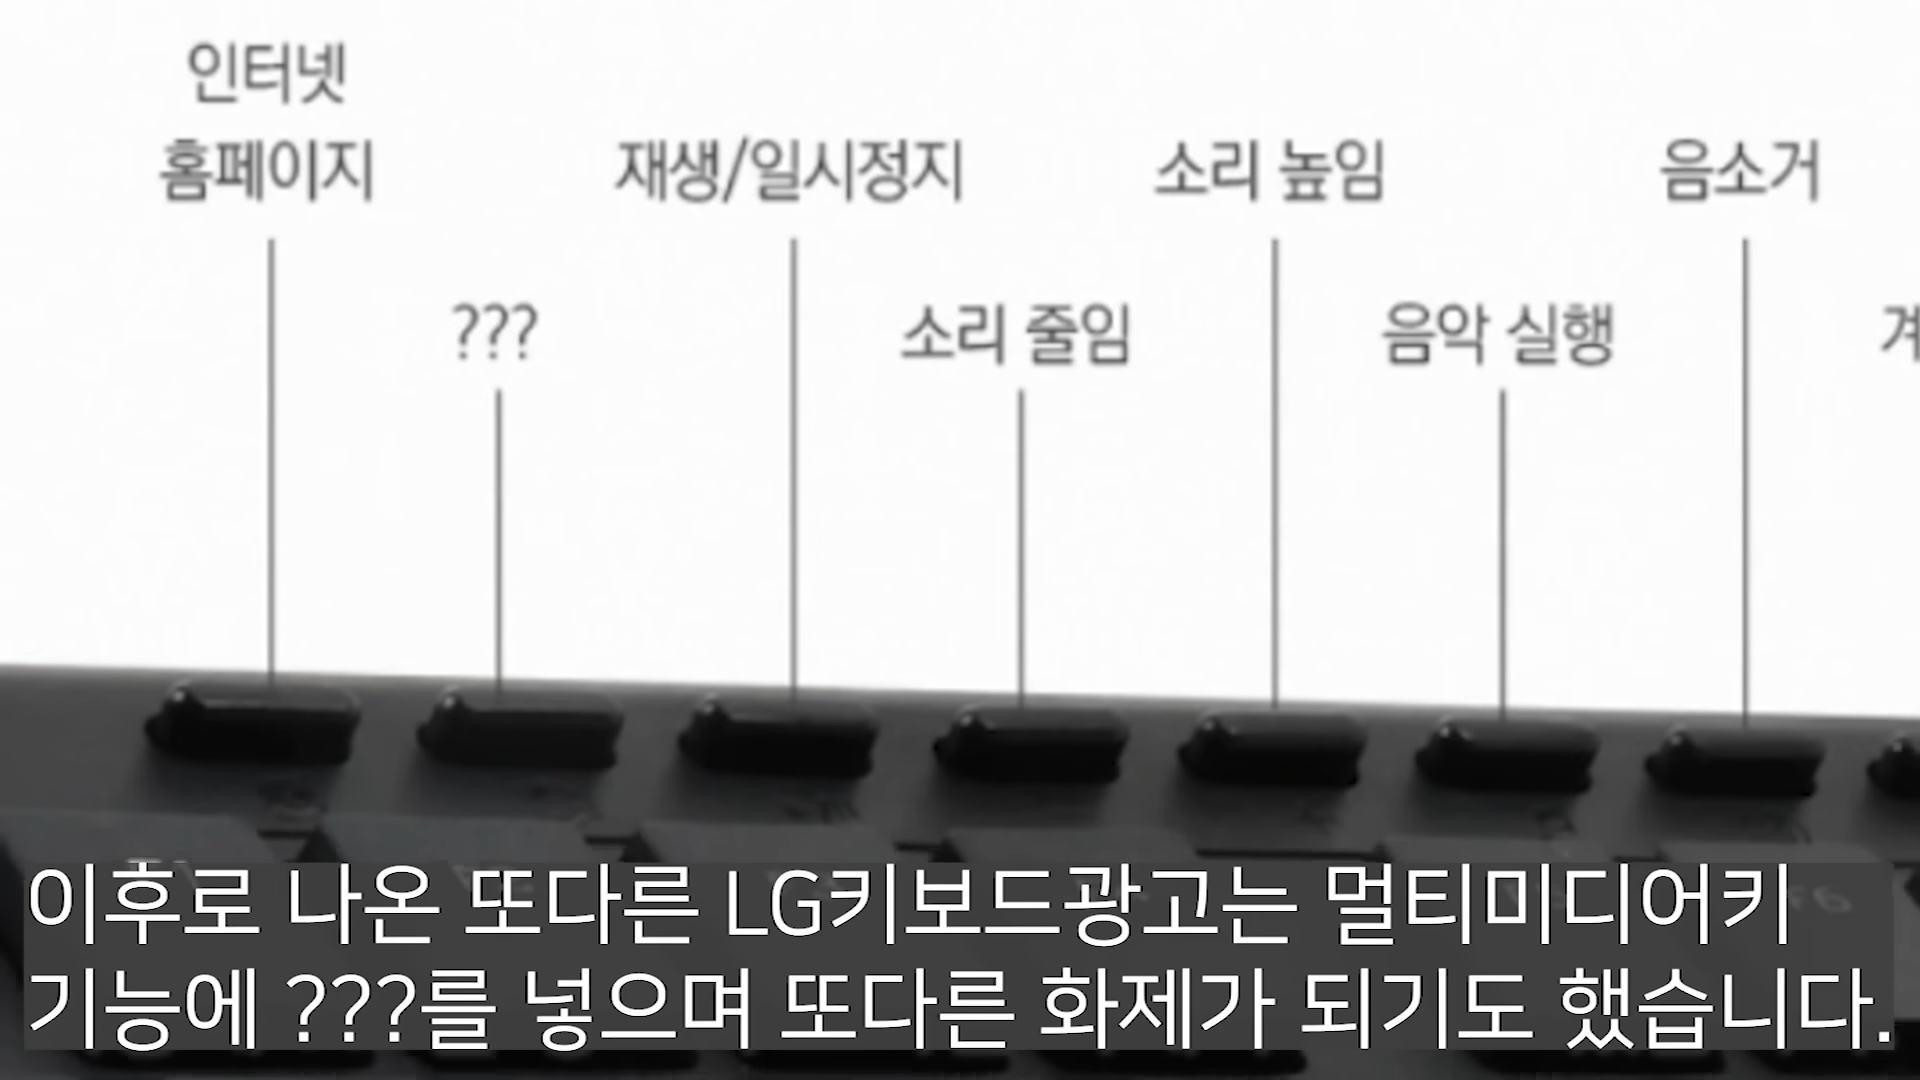 인터넷
홈페이지
재생/일시정지
소리 높임
음소거
???
소리 줄임
음악 실행
이후로 나온 또다른 LG키보드광고는 멀티미디어키
기능에 ???를 넣으며 또다른 화제가 되기도 했습니다.